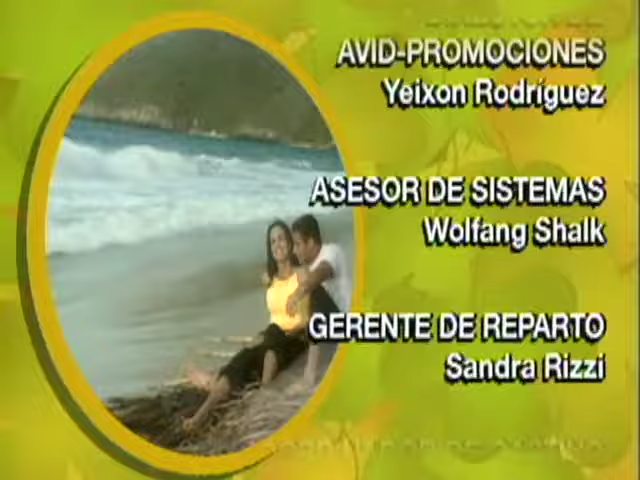 AVID-PROMOCIONES
Yeixon Rodríguez
ASESOR DE SISTEMAS
Wolfang Shalk
GERENTE DE REPARTO
Sandra Rizzi